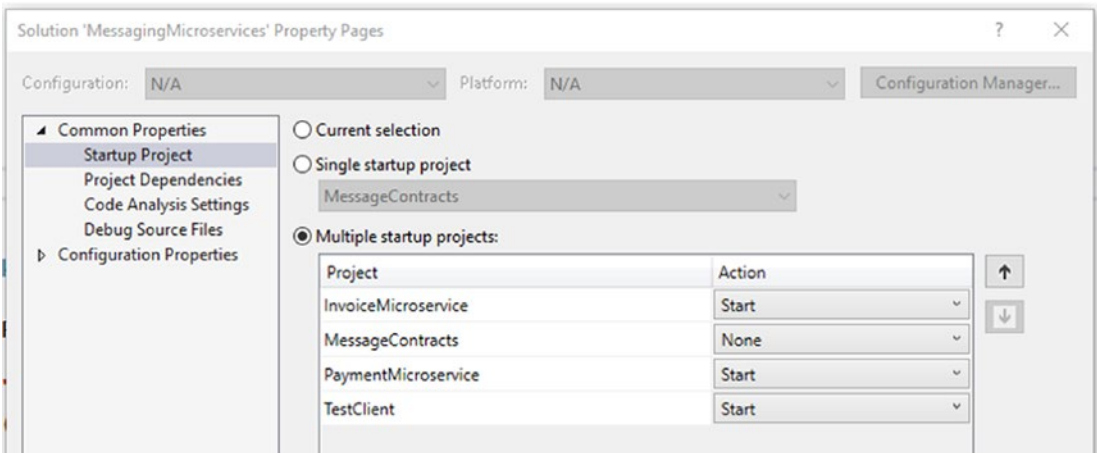 Solution 'MessagingMicroservices' Property Pages
Configuration: N/A Platform: N/A Configuration Manager...
Common Properties
Startup Project
Project Dependencies
Code Analysis Settings
Debug Source Files
Configuration Properties
Current selection
Single startup project
MessageContracts
Multiple startup projects:
Project Action
InvoiceMicroservice Start
MessageContracts None
PaymentMicroservice Start
TestClient Start